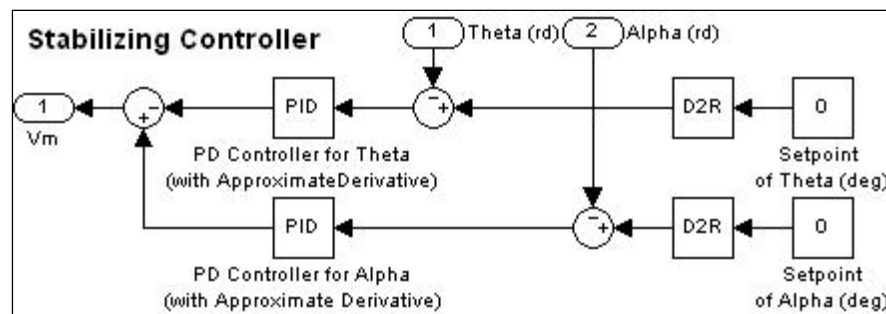 Stabilizing Controller
1
Theta (rd)
2
Alpha (rd)
1
Vm
-
+
PID
PD Controller for Theta
(with ApproximateDerivative)
-
+
D2R
0
Setpoint
of Theta (deg)
PID
PD Controller for Alpha
(with Approximate Derivative)
-
+
D2R
0
Setpoint
of Alpha (deg)